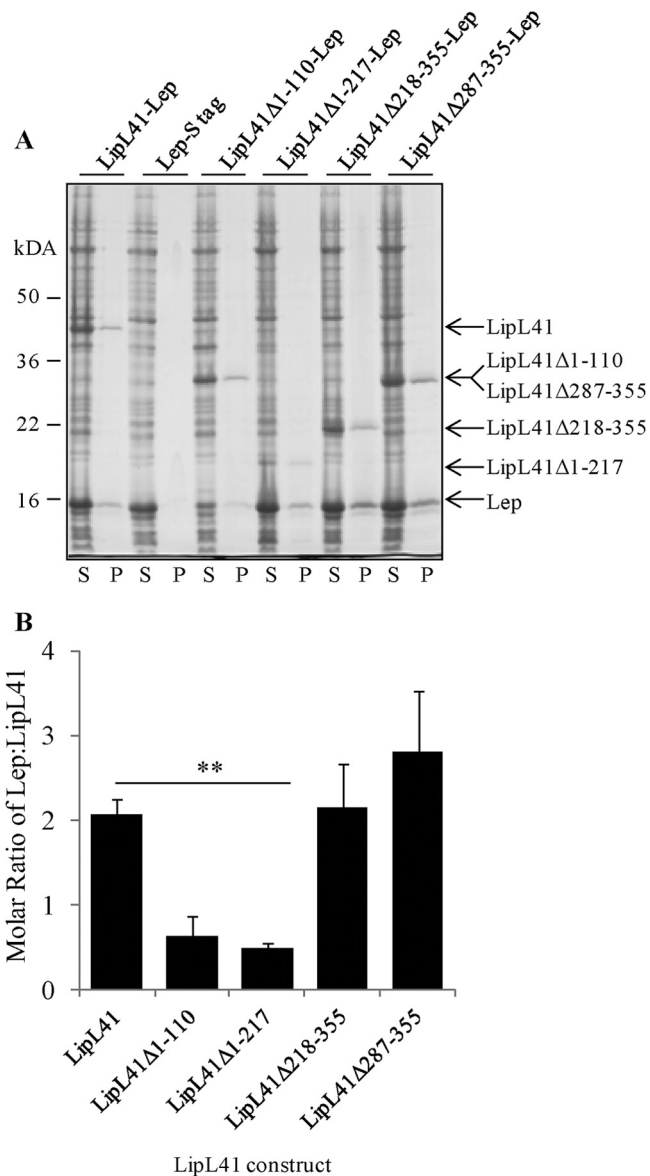 A
LipL41-Lep
Lep-S tag
LipL41Δ1-110-Lep
LipL41Δ1-217-Lep
LipL41Δ218-355-Lep
LipL41Δ287-355-Lep
kDA
50
36
22
16
LipL41
LipL41Δ1-110
LipL41Δ287-355
LipL41Δ218-355
LipL41Δ1-217
Lep
S P S P S P S P S P S P
B
Molar Ratio of Lep:LipL41
4
3
2
1
0
**
LipL41
LipL41Δ1-110
LipL41Δ1-217
LipL41Δ218-355
LipL41Δ287-355
LipL41 construct